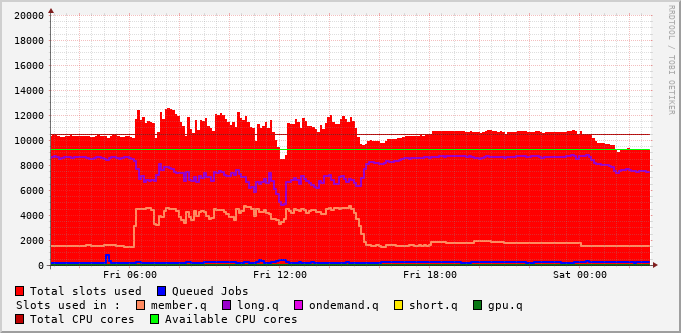 20000
18000
16000
14000
12000
10000
8000
6000
4000
2000
0
Fri 06:00 Fri 12:00 Fri 18:00 Sat 00:00
RRDTOOL / TOBI OETIKER
Total slots used Queued Jobs
Slots used in : member.q long.q ondemand.q short.q gpu.q
Total CPU cores Available CPU cores